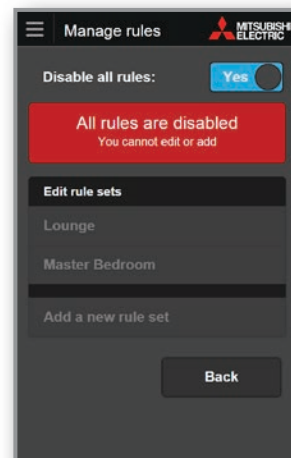 Manage rules
MITSUBISHI
ELECTRIC
Disable all rules:
Yes
All rules are disabled
You cannot edit or add
Edit rule sets
Lounge
Master Bedroom
Add a new rule set
Back